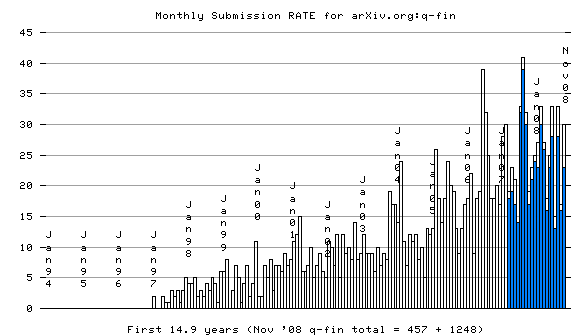 Monthly Submission RATE for arXiv.org:q-fin
45
40
35
30
25
20
15
10
5
0
Jan94
Jan95
Jan96
Jan97
Jan98
Jan99
Jan00
Jan01
Jan02
Jan03
Jan04
Jan05
Jan06
Jan07
Jan08
Nov08
First 14.9 years (Nov '08 q-fin total = 457 + 1248)